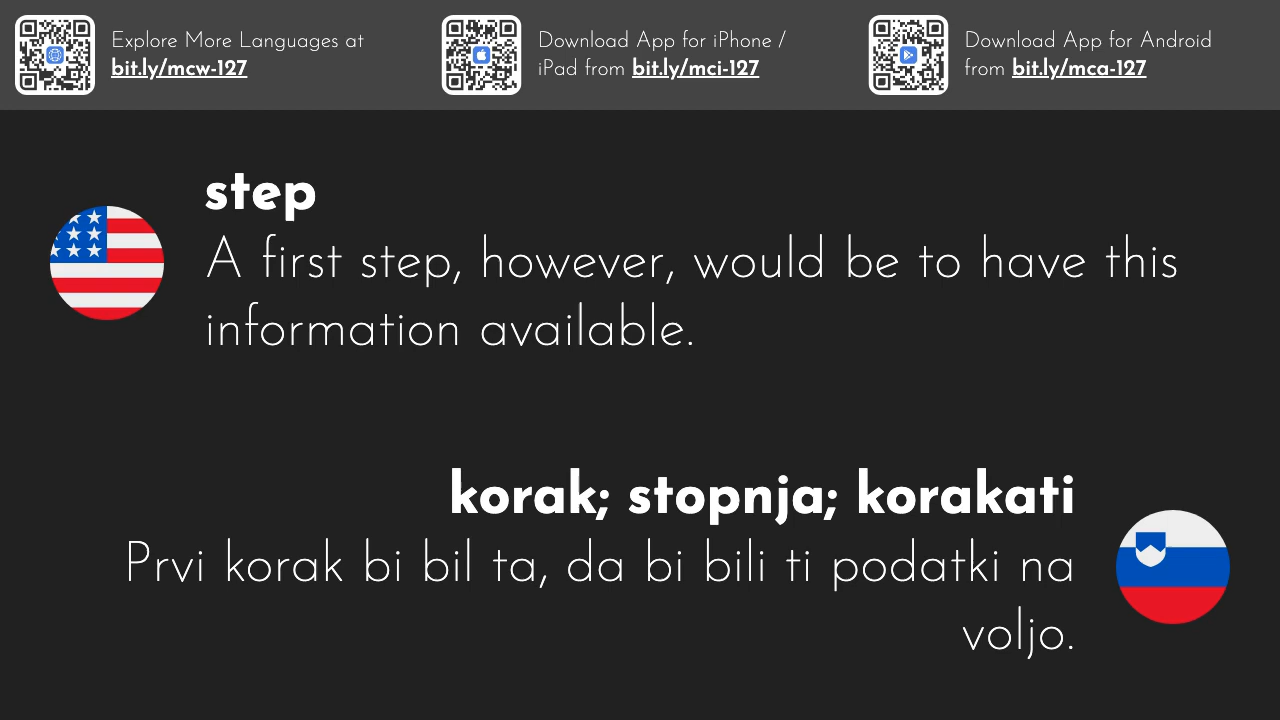 Explore More Languages at
bit.ly/mcw-127
Download App for iPhone /
iPad from bit.ly/mci-127
Download App for Android
from bit.ly/mca-127
step
A first step, however, would be to have this
information available.
korak; stopnja; korakati
Prvi korak bi bil ta, da bi bili ti podatki na
voljo.